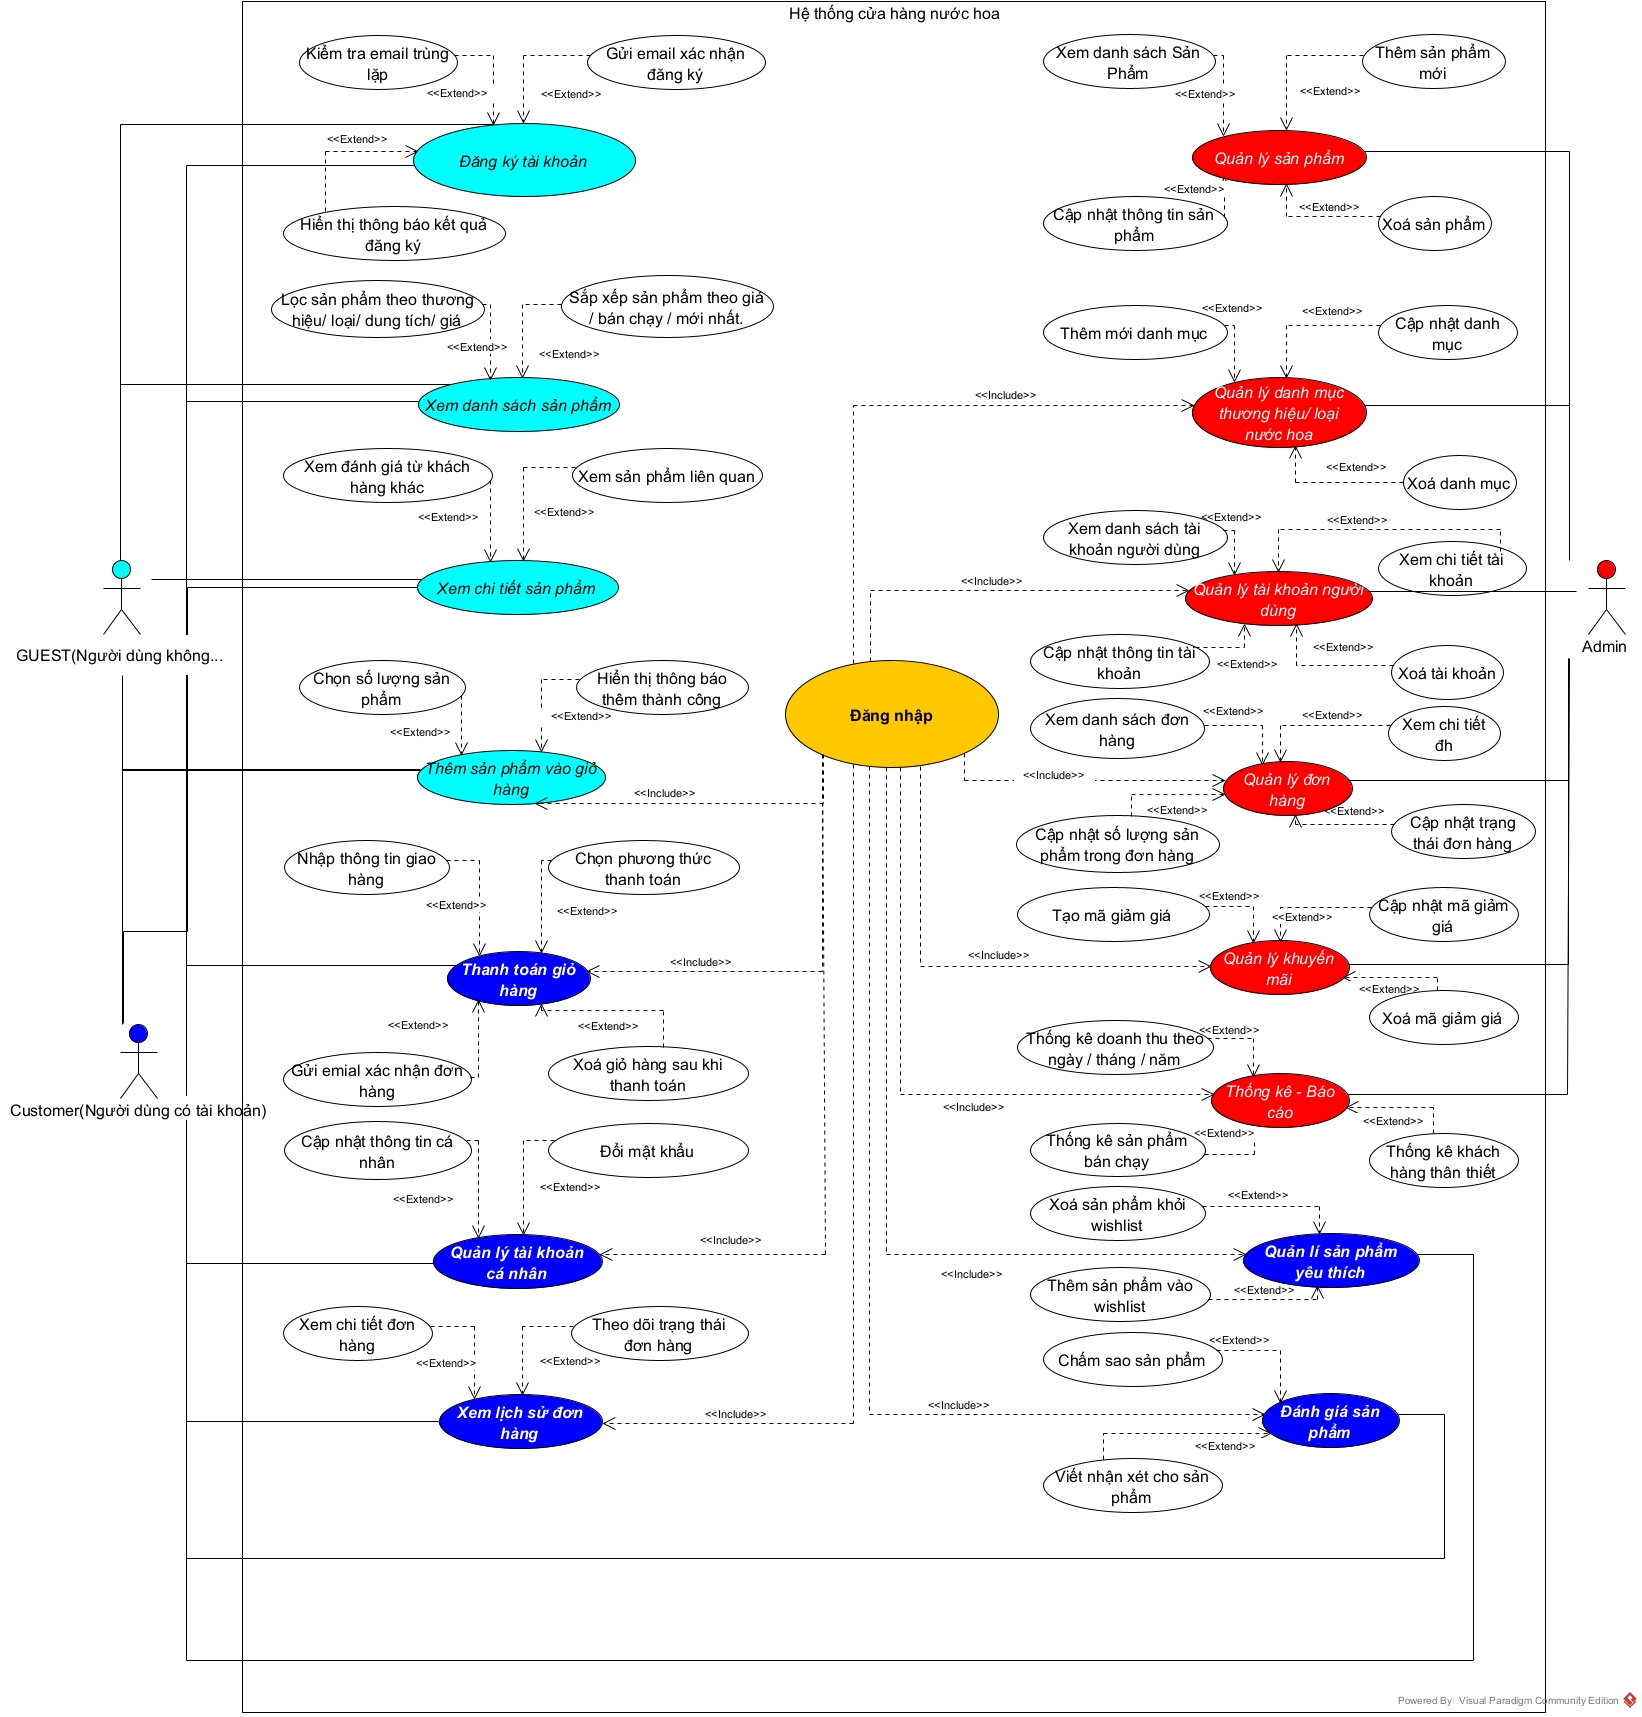 Hệ thống cửa hàng nước hoa
Kiểm tra email trùng
lặp
Gửi email xác nhận
đăng ký
<<Extend>>
<<Extend>>
<<Extend>>
Đăng ký tài khoản
Hiển thị thông báo kết quả
đăng ký
Lọc sản phẩm theo thương
hiệu/ loại/ dung tích/ giá
Sắp xếp sản phẩm theo giá
/ bán chạy / mới nhất.
<<Extend>>
<<Extend>>
Xem danh sách sản phẩm
Xem đánh giá từ khách
hàng khác
Xem sản phẩm liên quan
<<Extend>>
<<Extend>>
Xem chi tiết sản phẩm
GUEST(Người dùng không...
Chọn số lượng sản
phẩm
Hiển thị thông báo
thêm thành công
<<Extend>>
<<Extend>>
Thêm sản phẩm vào giỏ
hàng
<<Include>>
Nhập thông tin giao
hàng
Chọn phương thức
thanh toán
<<Extend>>
<<Extend>>
Thanh toán giỏ
hàng
<<Include>>
<<Extend>>
<<Extend>>
Gửi emial xác nhận đơn
hàng
Xoá giỏ hàng sau khi
thanh toán
Customer(Người dùng có tài khoản)
Cập nhật thông tin cá
nhân
Đổi mật khẩu
<<Extend>>
<<Extend>>
Quản lý tài khoản
cá nhân
<<Include>>
Xem chi tiết đơn
hàng
Theo dõi trạng thái
đơn hàng
<<Extend>>
<<Extend>>
Xem lịch sử đơn
hàng
<<Include>>
Đăng nhập
Xem danh sách Sản
Phẩm
Thêm sản phẩm
mới
<<Extend>>
<<Extend>>
Quản lý sản phẩm
<<Extend>>
<<Extend>>
Cập nhật thông tin sản
phẩm
Xoá sản phẩm
<<Extend>>
<<Extend>>
Thêm mới danh mục
Cập nhật danh
mục
<<Include>>
Quản lý danh mục
thương hiệu/ loại
nước hoa
<<Extend>>
Xoá danh mục
<<Extend>>
<<Extend>>
Xem danh sách tài
khoản người dùng
Xem chi tiết tài
khoản
<<Include>>
Quản lý tài khoản người
dùng
Admin
Cập nhật thông tin tài
khoản
<<Extend>>
<<Extend>>
Xoá tài khoản
Xem danh sách đơn
hàng
<<Extend>>
<<Extend>>
Xem chi tiết
đh
<<Include>>
Quản lý đơn
hàng
<<Extend>>
<<Extend>>
Cập nhật số lượng sản
phẩm trong đơn hàng
Cập nhật trạng
thái đơn hàng
<<Extend>>
Tạo mã giảm giá
<<Extend>>
Cập nhật mã giảm
giá
<<Include>>
Quản lý khuyến
mãi
<<Extend>>
Xoá mã giảm giá
Thống kê doanh thu theo
ngày / tháng / năm
<<Extend>>
Thống kê - Báo
cáo
<<Include>>
<<Extend>>
<<Extend>>
Thống kê sản phẩm
bán chạy
Thống kê khách
hàng thân thiết
Xoá sản phẩm khỏi
wishlist
<<Extend>>
Quản lí sản phẩm
yêu thích
<<Include>>
Thêm sản phẩm vào
wishlist
<<Extend>>
<<Extend>>
Chấm sao sản phẩm
<<Include>>
Đánh giá sản
phẩm
<<Extend>>
Viết nhận xét cho sản
phẩm
Powered By Visual Paradigm Community Edition